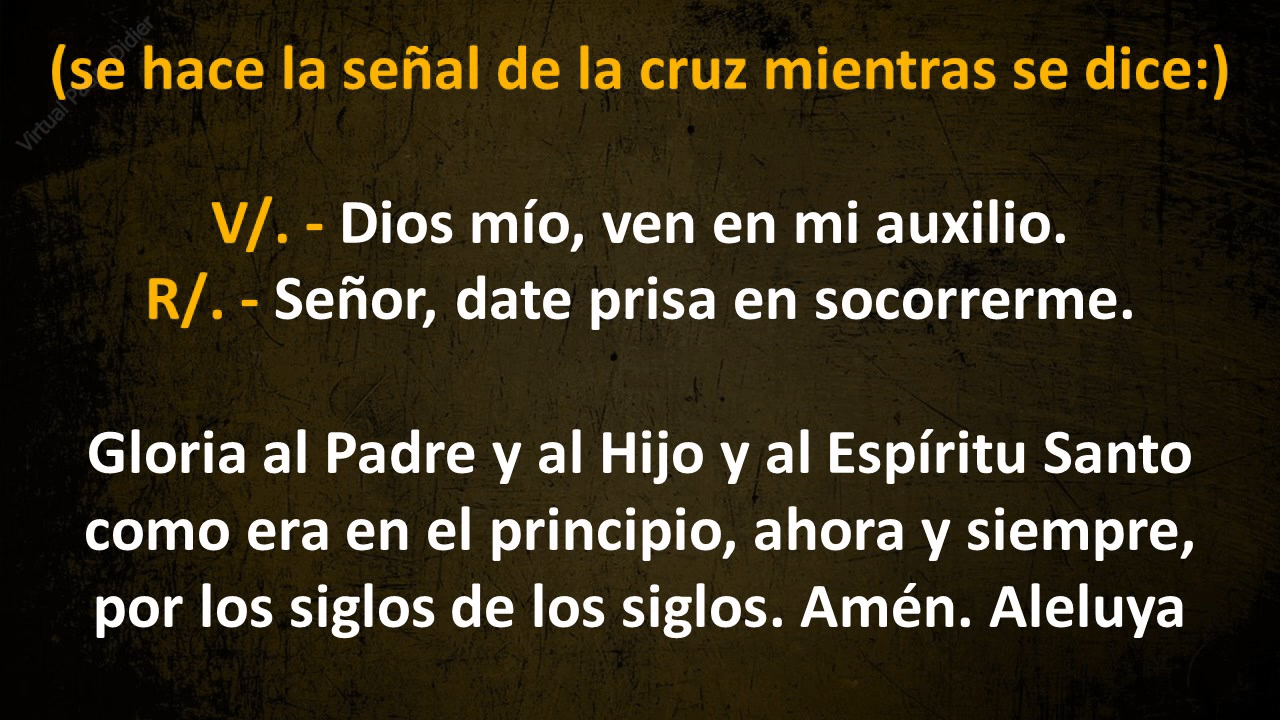 (se hace la señal de la cruz mientras se dice:)
V/. - Dios mío, ven en mi auxilio.
R/. - Señor, date prisa en socorrerme.
Gloria al Padre y al Hijo y al Espíritu Santo
como era en el principio, ahora y siempre,
por los siglos de los siglos. Amén. Aleluya
Virtual
Didier